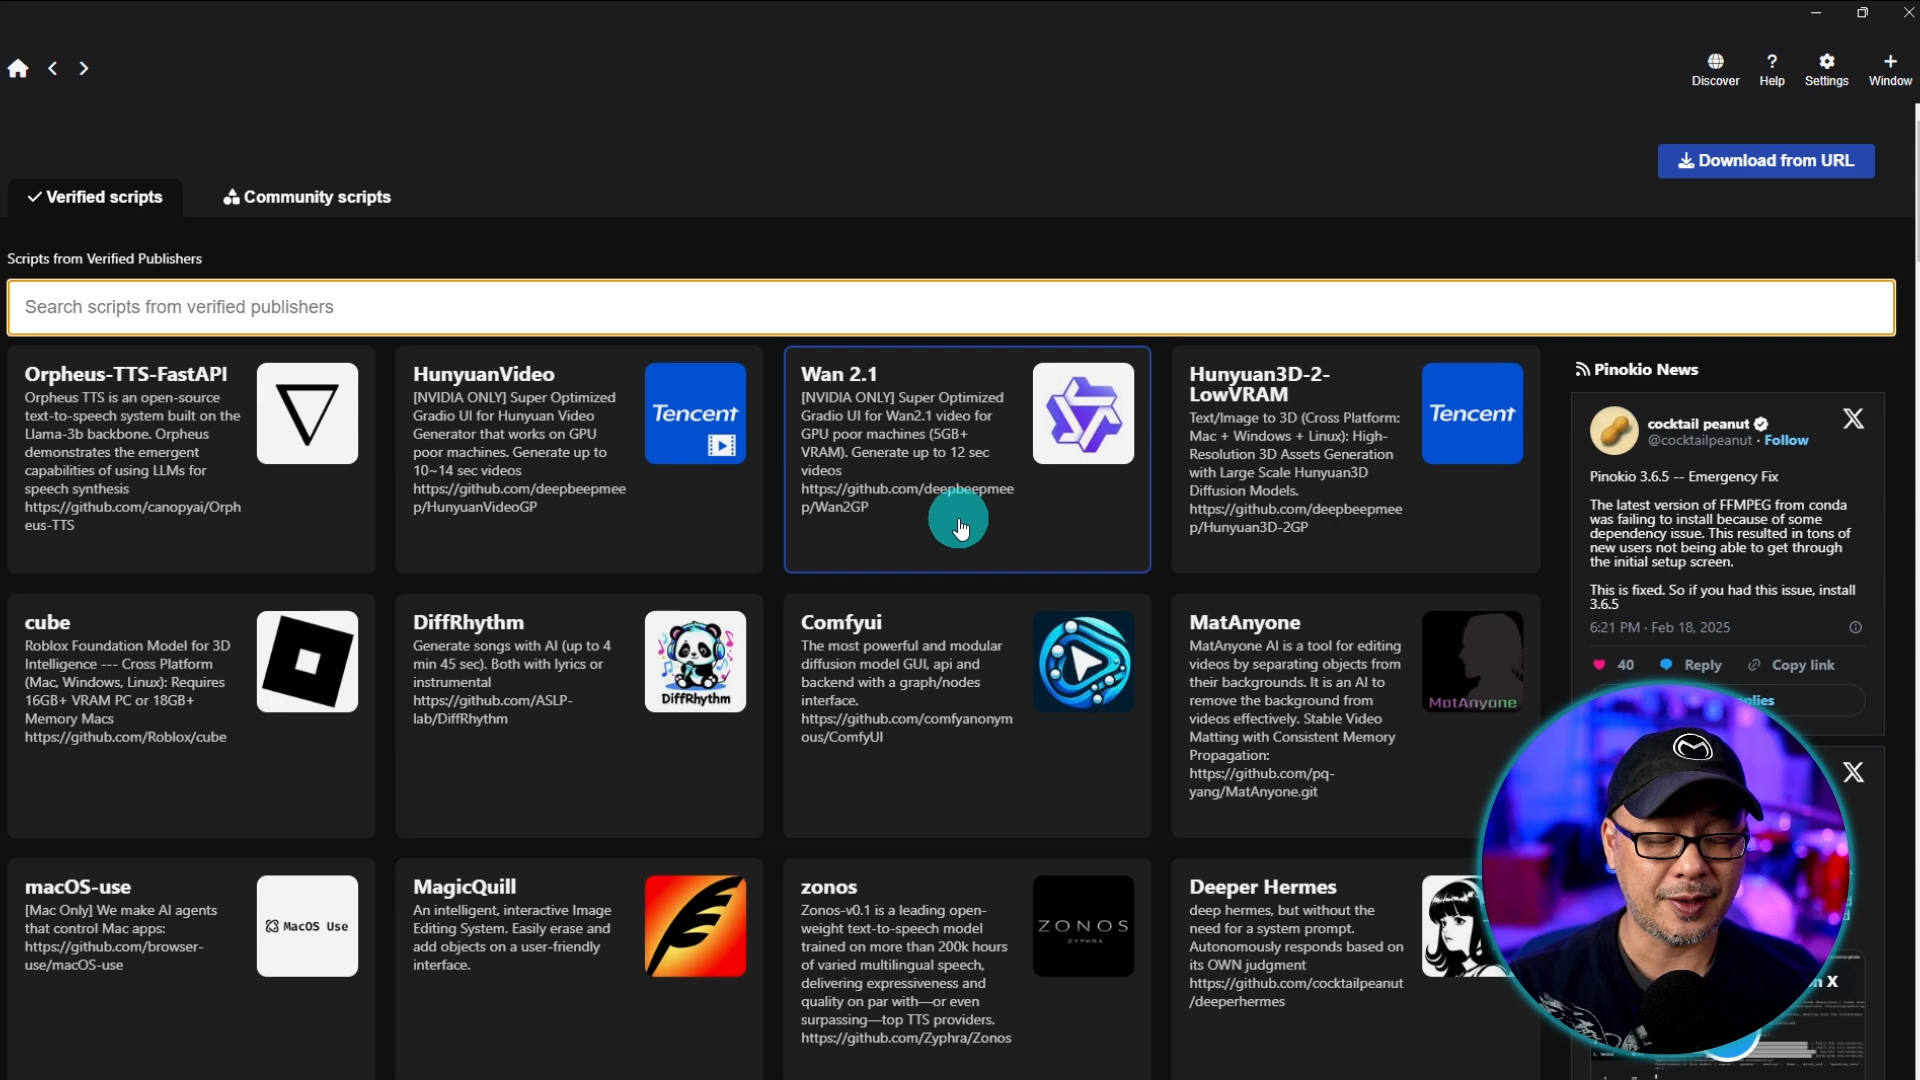 Discover
Help
Settings
Window
Download from URL
Verified scripts
Community scripts
Scripts from Verified Publishers
Search scripts from verified publishers
Orpheus-TTS-FastAPI
Orpheus TTS is an open-source
text-to-speech system built on the
Llama-3b backbone. Orpheus
demonstrates the emergent
capabilities of using LLMs for
speech synthesis
https://github.com/canopyai/Orph
eus-TTS
HunyuanVideo
[NVIDIA ONLY] Super Optimized
Gradio UI for Hunyuan Video
Generator that works on GPU
poor machines. Generate up to
10~14 sec videos
https://github.com/deepbeepmee
p/HunyuanVideoGP
Tencent
Wan 2.1
[NVIDIA ONLY] Super Optimized
Gradio UI for Wan2.1 video for
GPU poor machines (5GB+
VRAM). Generate up to 12 sec
videos
https://github.com/deepbeepmee
p/Wan2GP
Hunyuan3D-2-
LowVRAM
Text/Image to 3D (Cross Platform:
Mac + Windows + Linux): High-
Resolution 3D Assets Generation
with Large Scale Hunyuan3D
Diffusion Models.
https://github.com/deepbeepmee
p/Hunyuan3D-2GP
Tencent
Pinokio News
cocktail peanut
@cocktailpeanut · Follow
Pinokio 3.6.5 -- Emergency Fix
The latest version of FFMPEG from conda
was failing to install because of some
dependency issue. This resulted in tons of
new users not being able to get through
the initial setup screen.
This is fixed. So if you had this issue, install
3.6.5
6:21 PM · Feb 18, 2025
40
Reply
Copy link
plies
cube
Roblox Foundation Model for 3D
Intelligence --- Cross Platform
(Mac, Windows, Linux): Requires
16GB+ VRAM PC or 18GB+
Memory Macs
https://github.com/Roblox/cube
DiffRhythm
Generate songs with AI (up to 4
min 45 sec). Both with lyrics or
instrumental
https://github.com/ASLP-
lab/DiffRhythm
DiffRhythm
Comfyui
The most powerful and modular
diffusion model GUI, api and
backend with a graph/nodes
interface.
https://github.com/comfyanonym
ous/ComfyUI
MatAnyone
MatAnyone AI is a tool for editing
videos by separating objects from
their backgrounds. It is an AI to
remove the background from
videos effectively. Stable Video
Matting with Consistent Memory
Propagation:
https://github.com/pq-
yang/MatAnyone.git
MatAnyone
macOS-use
[Mac Only] We make AI agents
that control Mac apps:
https://github.com/browser-
use/macOS-use
MacOS Use
MagicQuill
An intelligent, interactive Image
Editing System. Easily erase and
add objects on a user-friendly
interface.
zonos
Zonos-v0.1 is a leading open-
weight text-to-speech model
trained on more than 200k hours
of varied multilingual speech,
delivering expressiveness and
quality on par with—or even
surpassing—top TTS providers.
https://github.com/Zyphra/Zonos
ZONOS
ZYPHRA
Deeper Hermes
deep hermes, but without the
need for a system prompt.
Autonomously responds based on
its OWN judgment
https://github.com/cocktailpeanut
/deeperhermes
n X